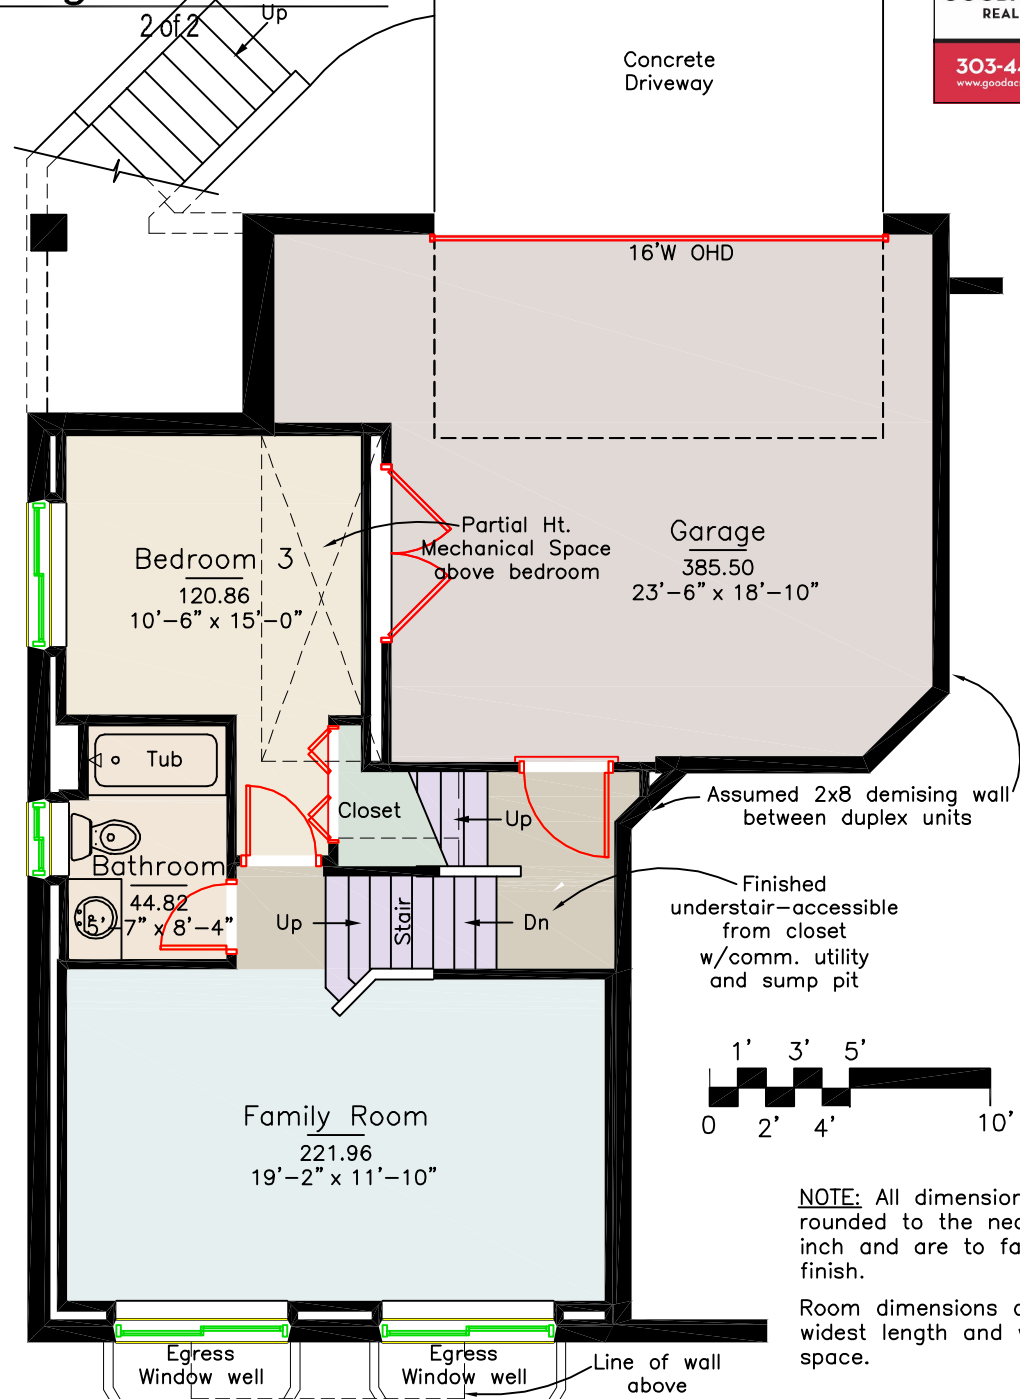 Up
2 of 2
Concrete
Driveway
REAL
www.goodac
16'W OHD
Partial Ht.
Mechanical Space
above bedroom
Garage
385.50
23'-6" x 18'-10"
Bedroom 3
120.86
10'-6" x 15'-0"
Tub
Closet
Up
Assumed 2x8 demising wall
between duplex units
Bathroom
44.82
5'-7" x 8'-4"
Up
Stair
Dn
Finished
understair-accessible
from closet
w/comm. utility
and sump pit
1' 3' 5'
0 2' 4' 10'
Family Room
221.96
19'-2" x 11'-10"
NOTE: All dimension
rounded to the nea
inch and are to fa
finish.
Room dimensions a
widest length and
space.
Egress
Window well
Egress
Window well
Line of wall
above